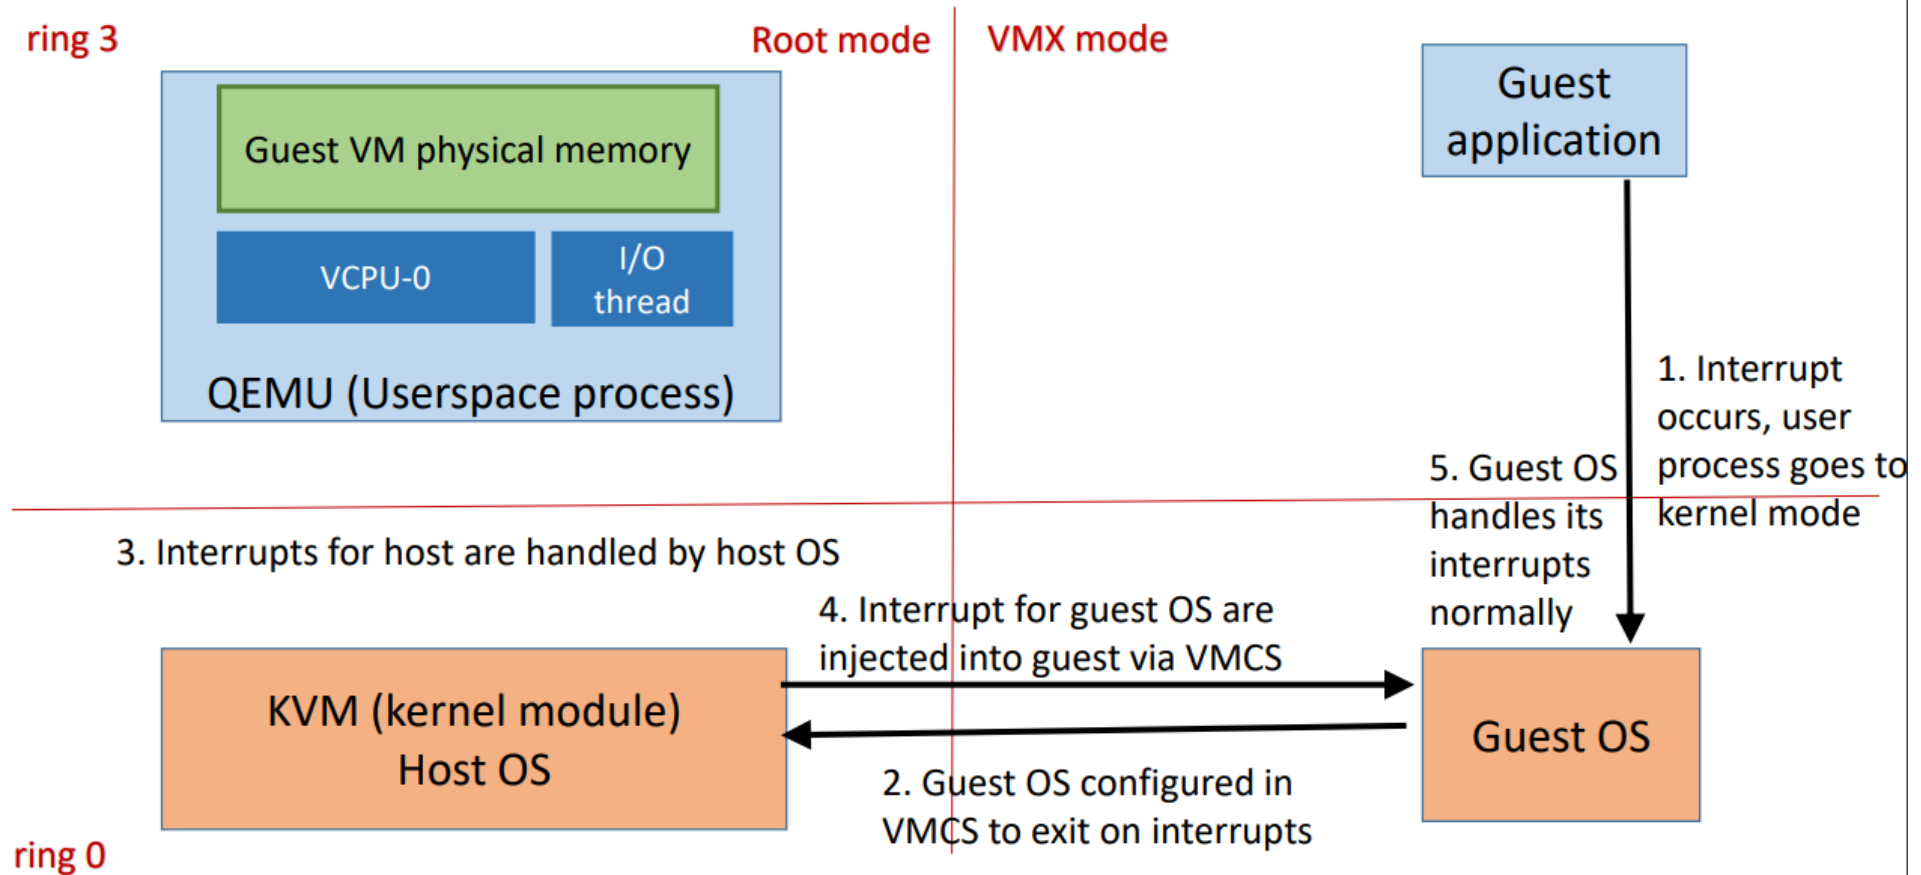 ring 3
Root mode
VMX mode
Guest VM physical memory
VCPU-0
I/O
thread
QEMU (Userspace process)
Guest
application
1. Interrupt
occurs, user
process goes to
kernel mode
5. Guest OS
handles its
interrupts
normally
3. Interrupts for host are handled by host OS
4. Interrupt for guest OS are
injected into guest via VMCS
KVM (kernel module)
Host OS
Guest OS
2. Guest OS configured in
VMCS to exit on interrupts
ring 0